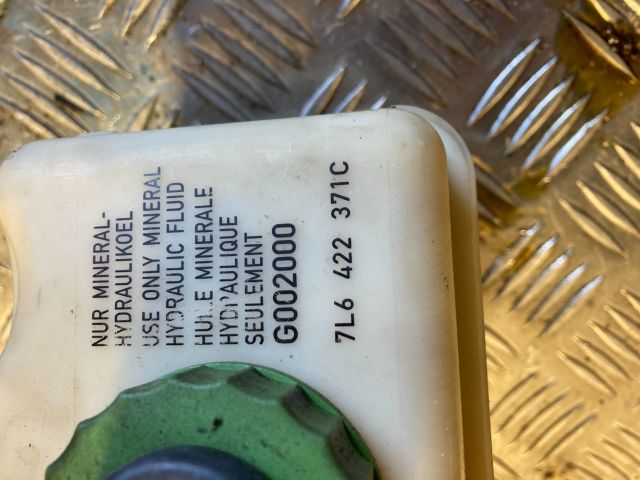 NUR MINERAL-
HYDRAULIKOEL
USE ONLY MINERAL
HYDRAULIC FLUID
HUILE MINERALE
HYDRAULIQUE
SEULEMENT
G002000
7L6 422 371C